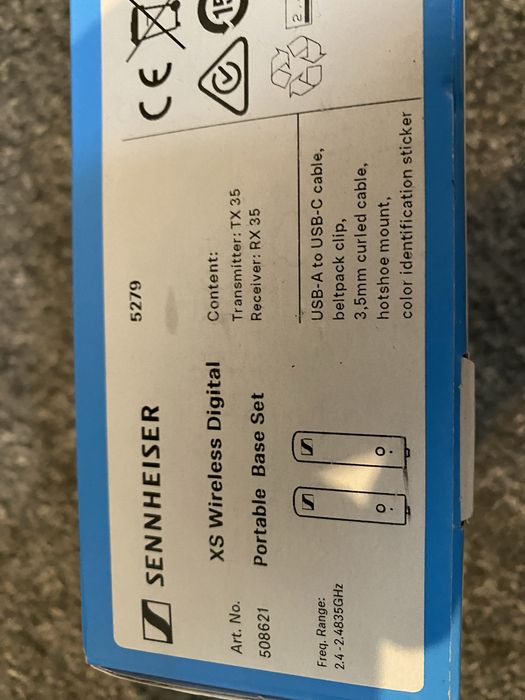 SENNHEISER
5279
XS Wireless Digital
Art. No.
508621
Portable Base Set
Content:
Transmitter: TX 35
Receiver: RX 35
USB-A to USB-C cable,
beltpack clip,
3,5mm curled cable,
hotshoe mount,
color identification sticker
Freq. Range:
2.4 - 2.4835GHz
CE
15